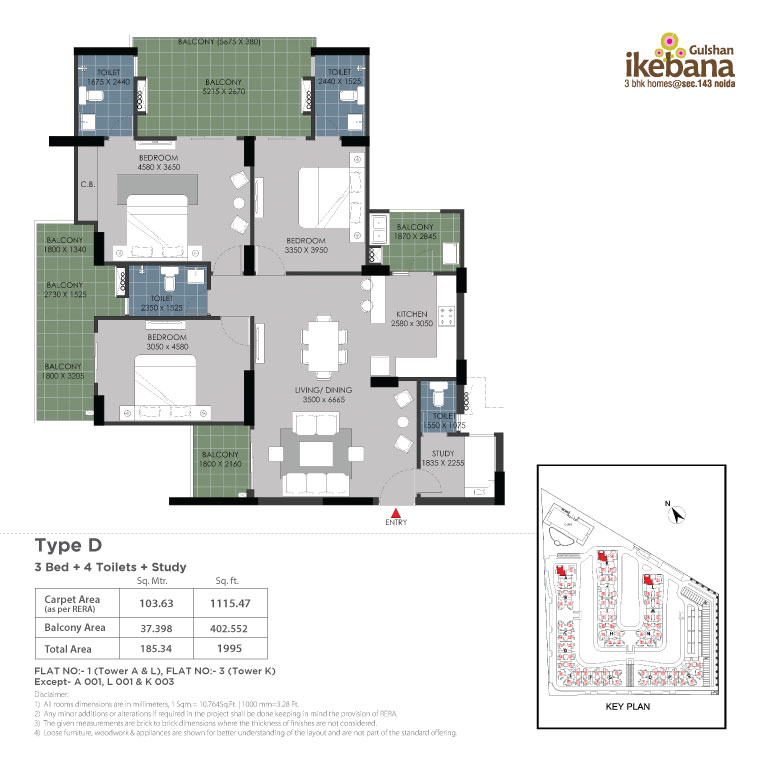 Gulshan
ikebana
3 bhk homes@sec.143 noida
BALCONY (5675 X 380)
TOILET
1675 X 2440
BALCONY
5215 X 2670
TOILET
2440 X 1525
C.B.
BEDROOM
4580 X 3650
BEDROOM
3350 X 3950
BALCONY
1870 X 2845
BALCONY
1800 X 1340
BALCONY
2730 X 1525
BALCONY
1800 X 3205
TOILET
2350 X 1525
BEDROOM
3050 x 4580
KITCHEN
2580 x 3050
LIVING/ DINING
3500 x 6665
TOILET
1550 X 1075
STUDY
1835 X 2255
BALCONY
1800 X 2160
ENTRY
Type D
3 Bed + 4 Toilets + Study
Sq. Mtr. Sq. ft.
Carpet Area
(as per RERA) 103.63 1115.47
Balcony Area 37.398 402.552
Total Area 185.34 1995
FLAT NO:- 1 (Tower A & L), FLAT NO:- 3 (Tower K)
Except- A 001, L 001 & K 003
Disclaimer:
1) All rooms dimensions are in millimeters, 1 Sqm.= 10.764Sq.Ft. | 1000 mm=3.28 Ft.
2) Any minor additions or alterations if required in the project shall be done keeping in mind the provision of RERA.
3) The given measurements are brick to brick dimensions where the thickness of finishes are not considered.
4) Loose furniture, woodwork & appliances are shown for better understanding of the layout and are not part of the standard offering.
N
KEY PLAN